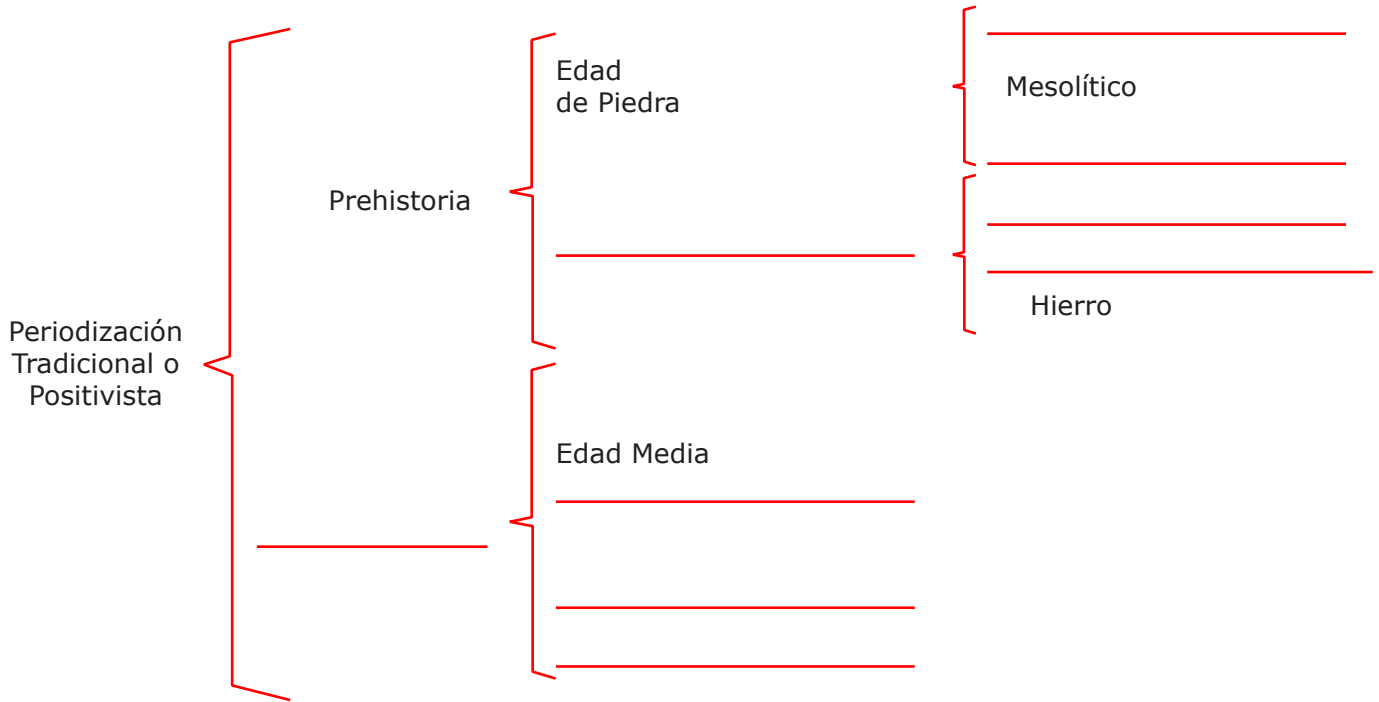 Periodización
Tradicional o
Positivista
Prehistoria
Edad
de Piedra
Mesolítico
Hierro
Edad Media